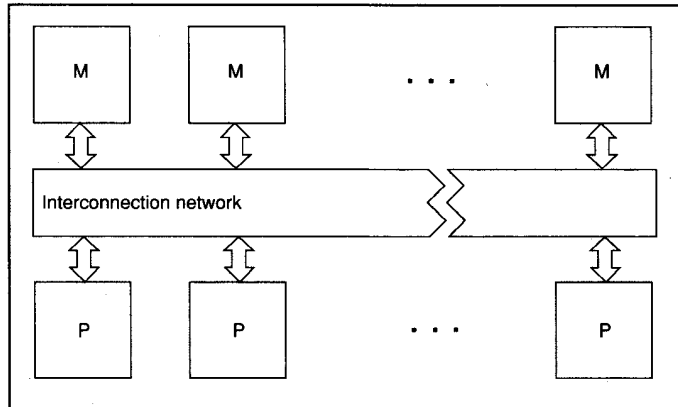 M M . . . M
Interconnection network
P P . . . P